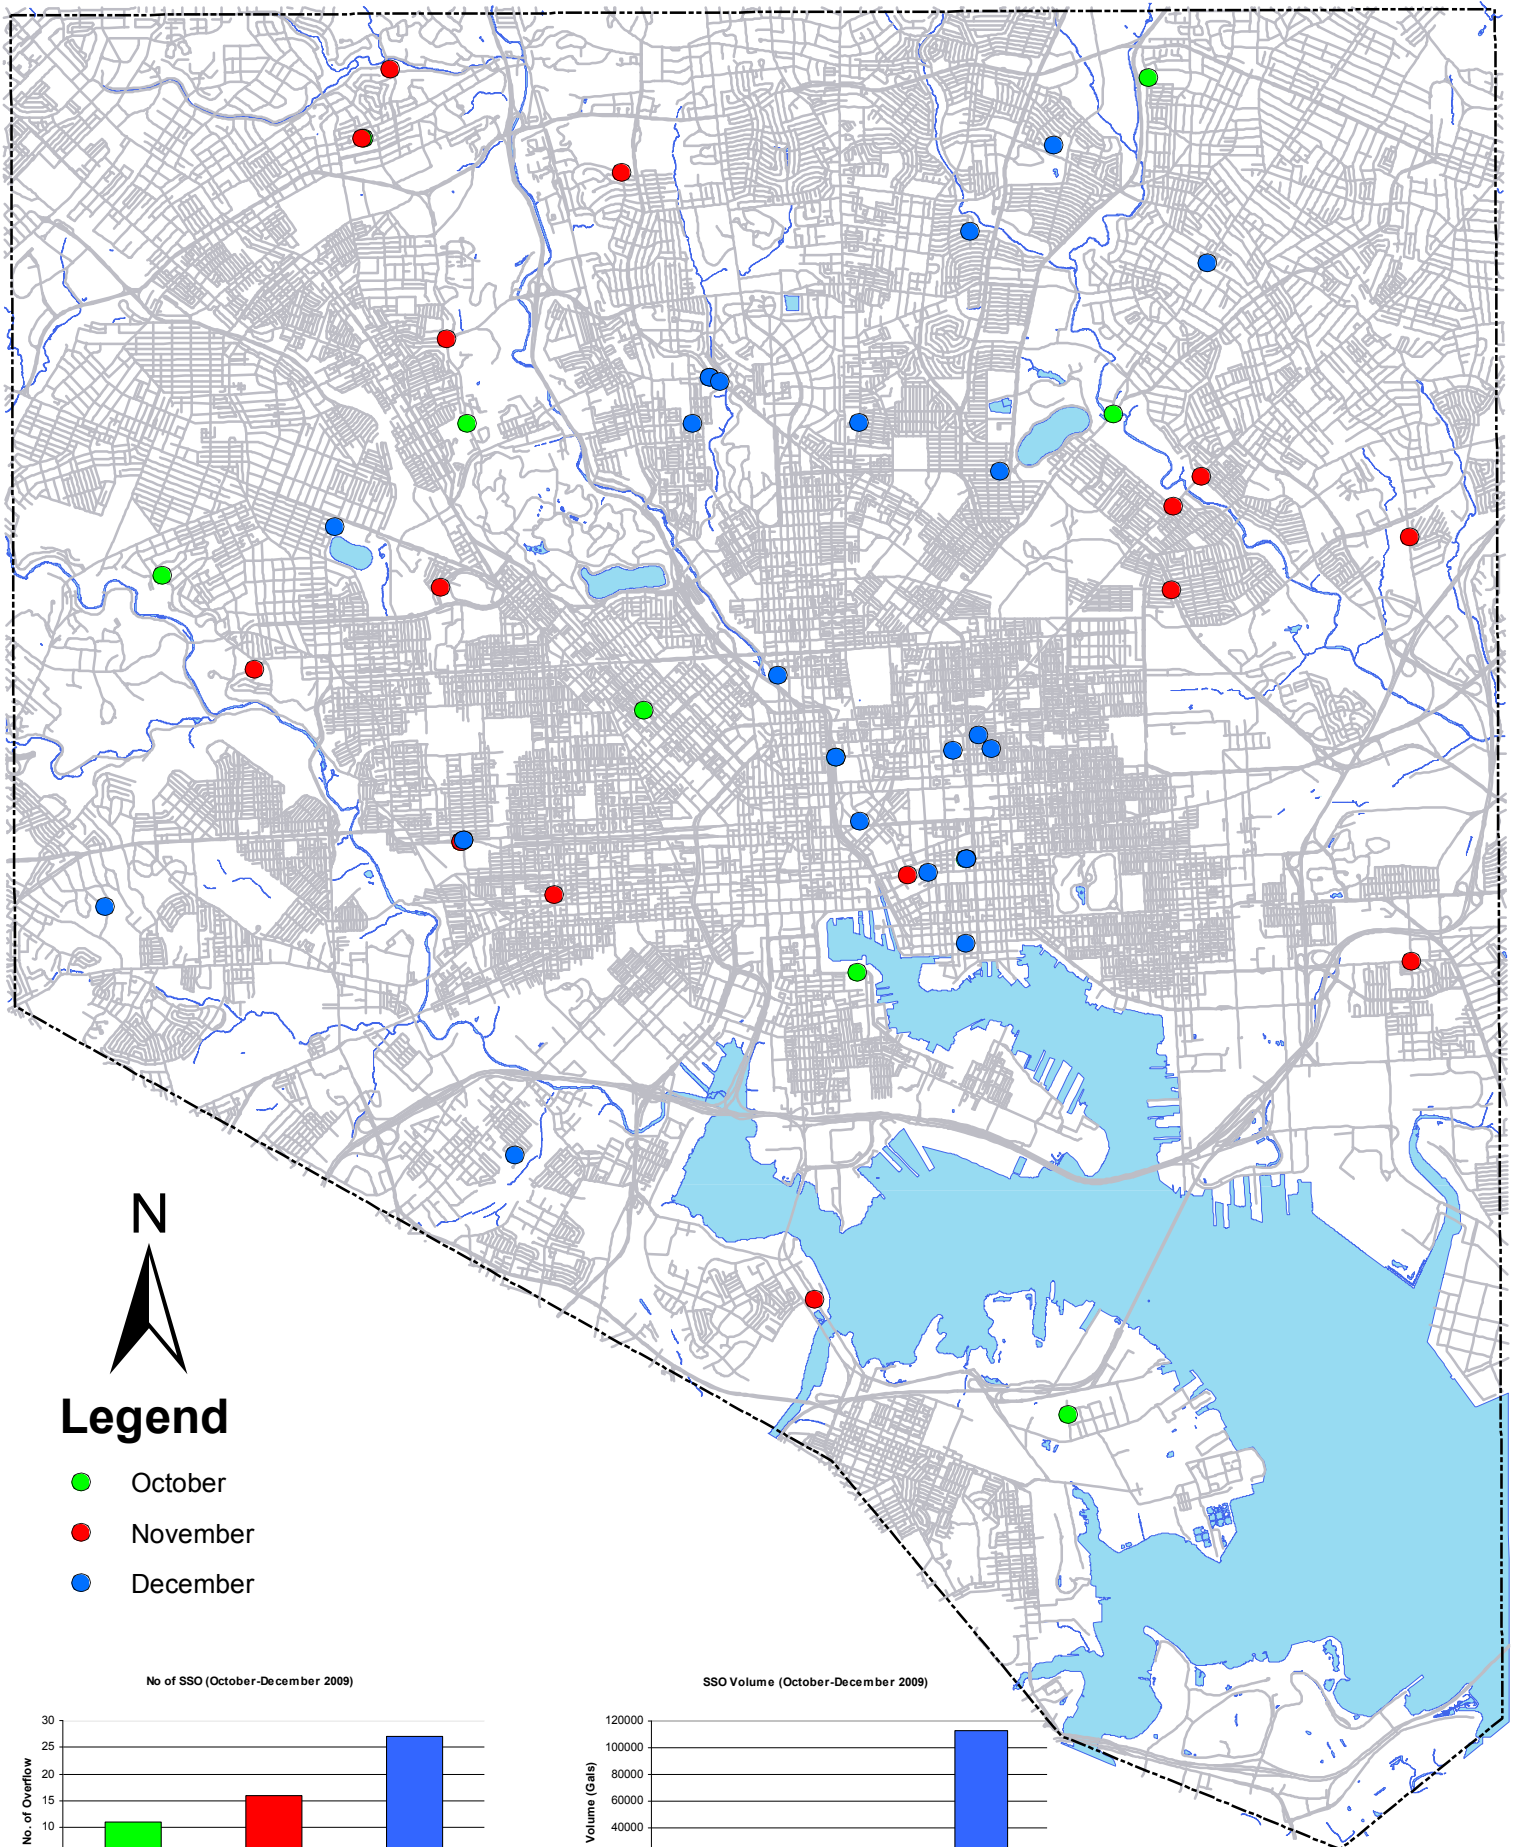 N
Legend
October
November
December
No of SSO (October-December 2009)
No. of Overflow
30
25
20
15
10
SSO Volume (October-December 2009)
Volume (Gals)
120000
100000
80000
60000
40000